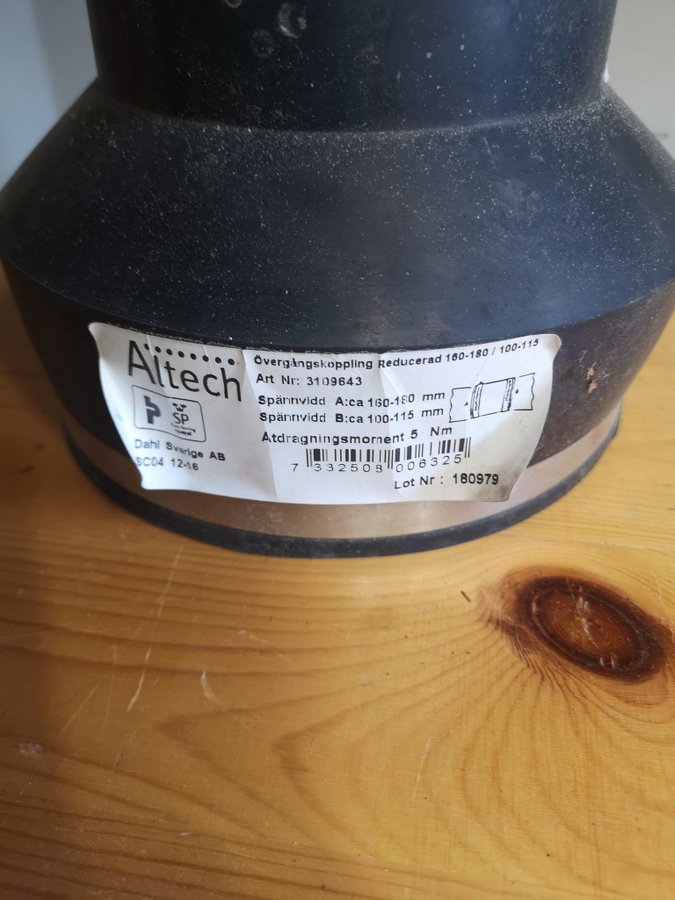 Altech
Övergångskoppling Reducerad 160-180 / 100-115
Art Nr: 3109643
Spännvidd A:ca 160-180 mm
Spännvidd B:ca 100-115 mm
Åtdragningsmoment 5 Nm
SP
Dahl Sverige AB
SC04 12-16
7 332508 006325
Lot Nr : 180979